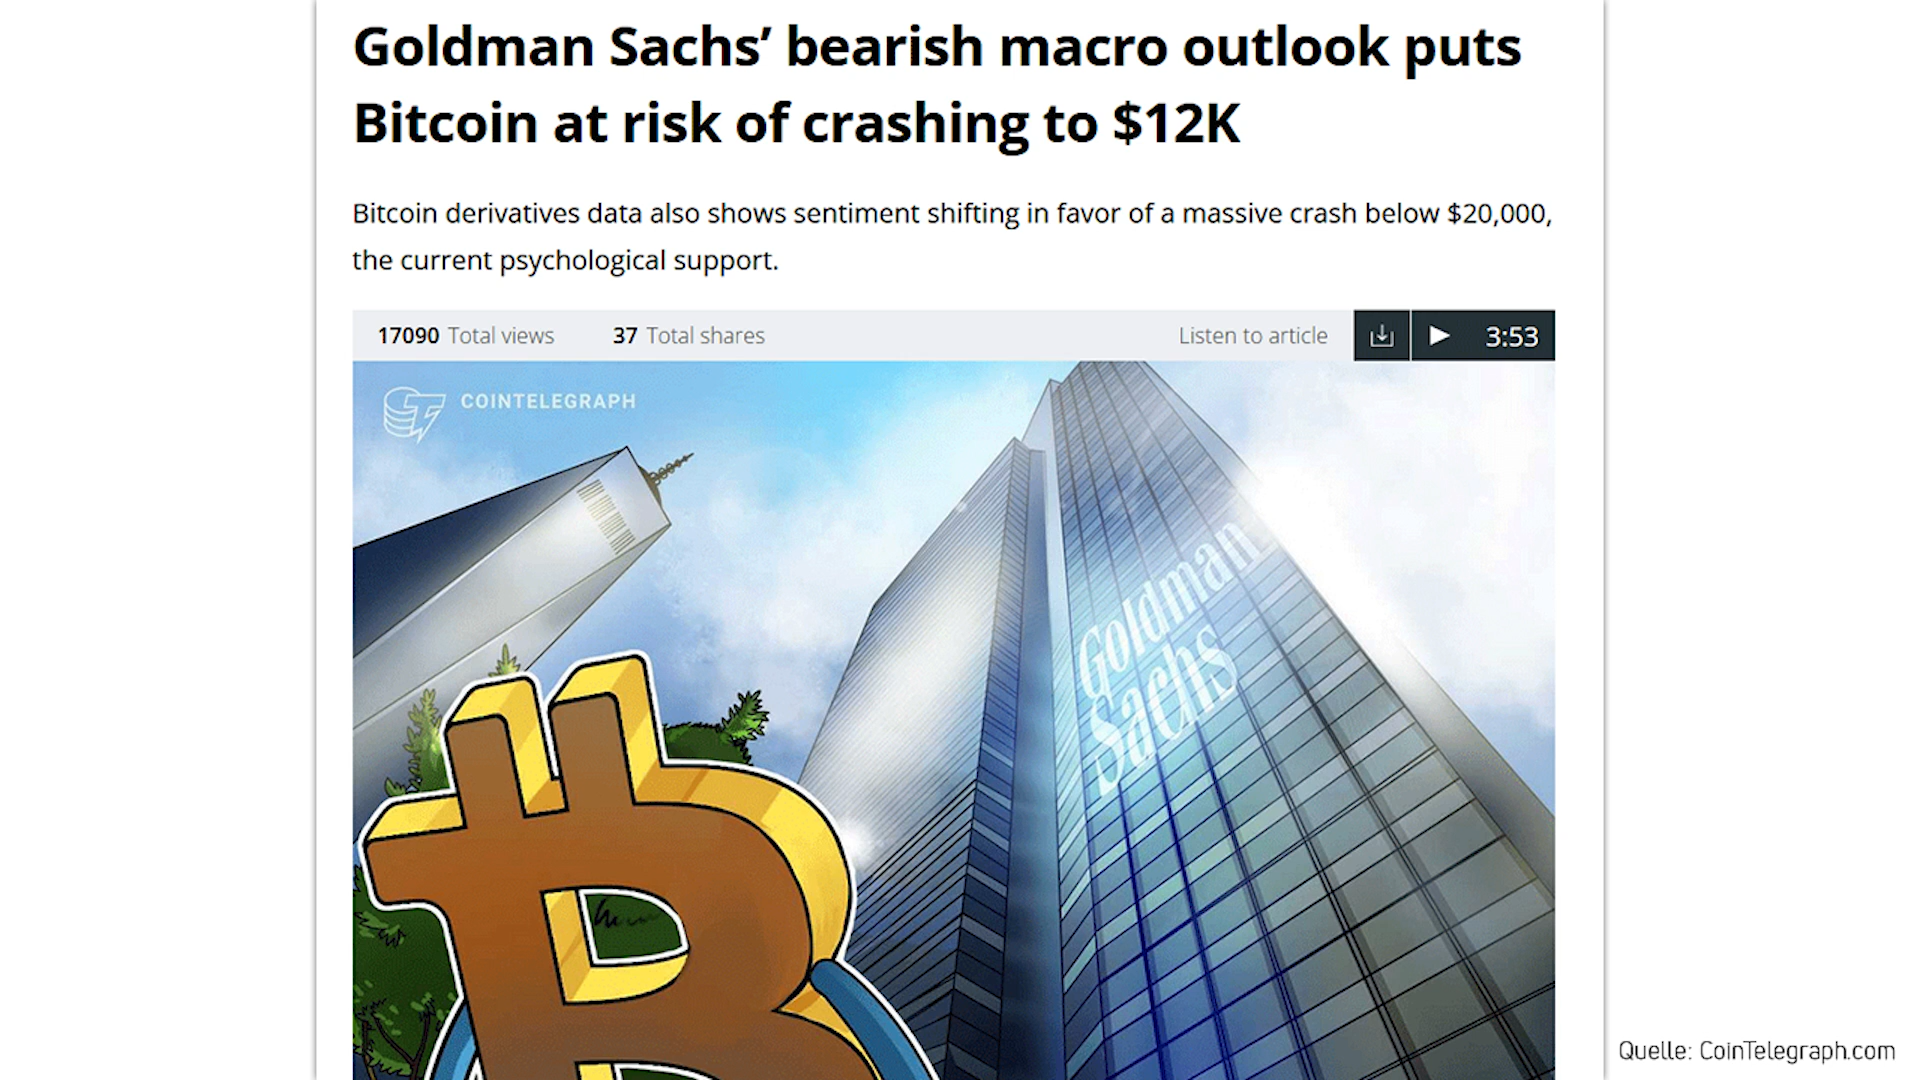 Goldman Sachs’ bearish macro outlook puts
Bitcoin at risk of crashing to $12K
Bitcoin derivatives data also shows sentiment shifting in favor of a massive crash below $20,000,
the current psychological support.
17090 Total views 37 Total shares Listen to article 3:53
COINTELEGRAPH
Goldman
Sachs
Quelle: CoinTelegraph.com